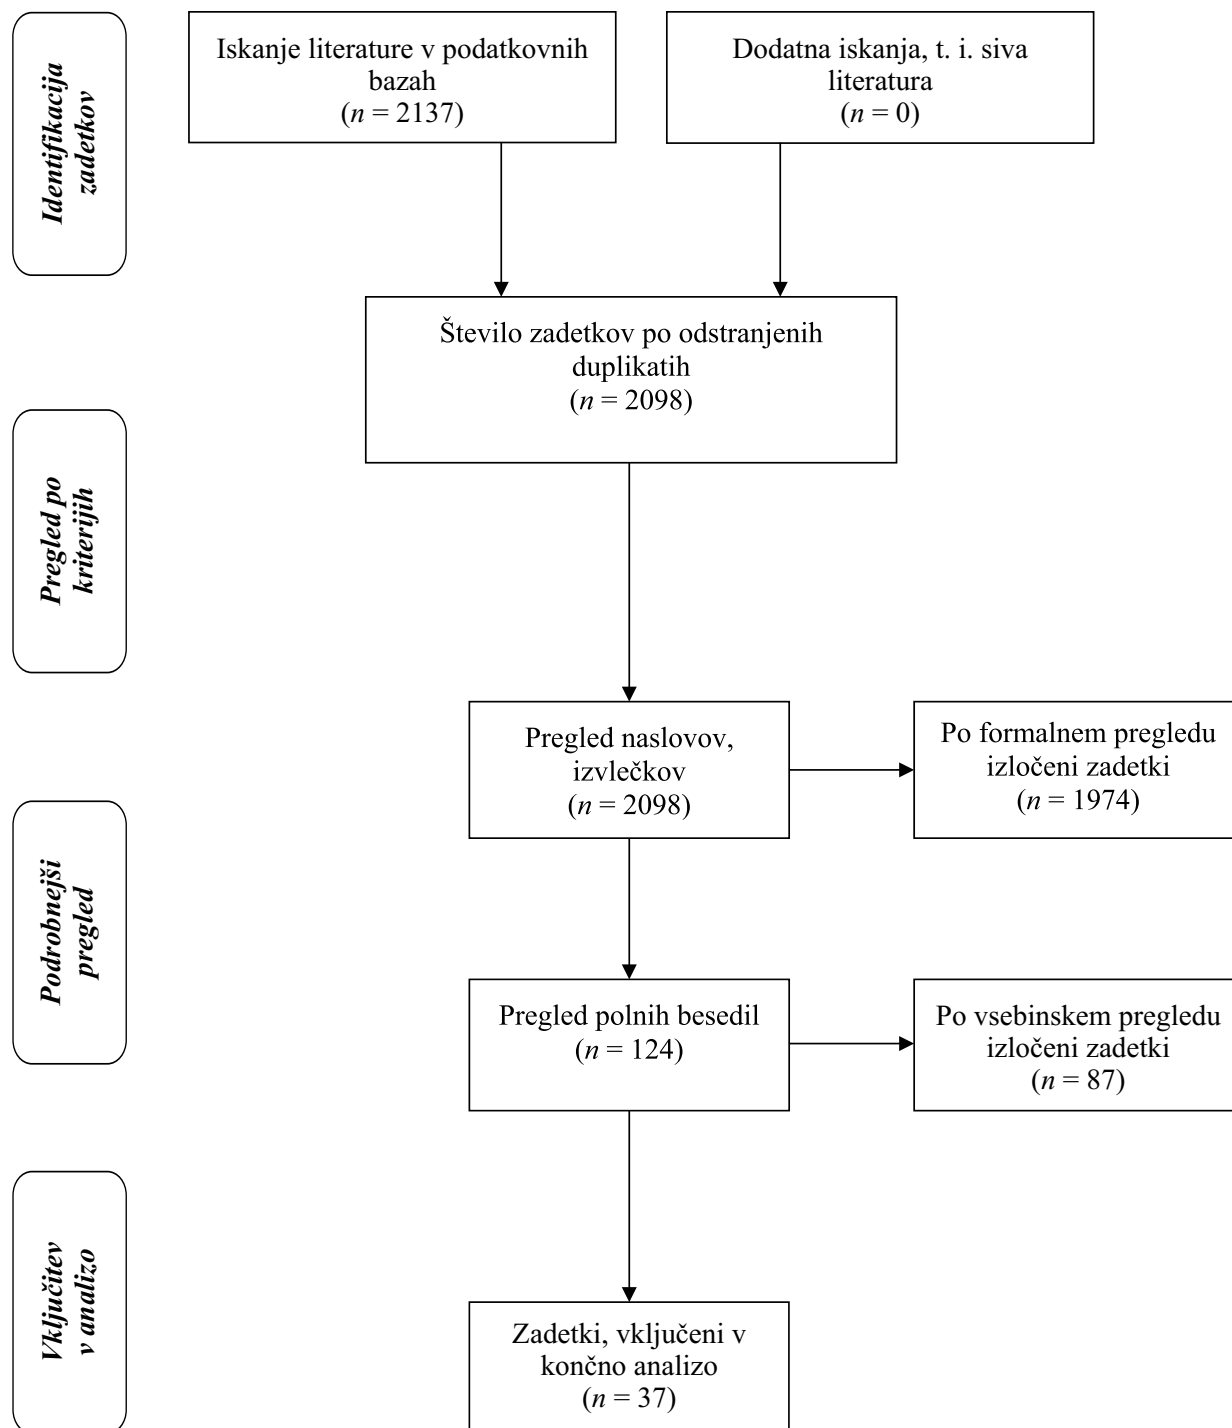 Identifikacija
zadetkov
Iskanje literature v podatkovnih
bazah
(n = 2137)
Dodatna iskanja, t. i. siva
literatura
(n = 0)
Število zadetkov po odstranjenih
duplikatih
(n = 2098)
Pregled po
kriterijih
Pregled naslovov,
izvlečkov
(n = 2098)
Po formalnem pregledu
izločeni zadetki
(n = 1974)
Podrobnejši
pregled
Pregled polnih besedil
(n = 124)
Po vsebinskem pregledu
izločeni zadetki
(n = 87)
Vključitev
v analizo
Zadetki, vključeni v
končno analizo
(n = 37)